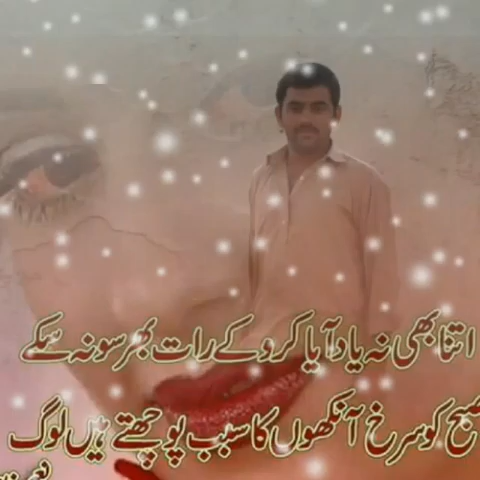 اتنا بھی نہ یاد آیا کرو کے رات بھر سو نہ سکے
صبح کو سرخ آنکھوں کا سبب پوچھتے ہیں لوگ